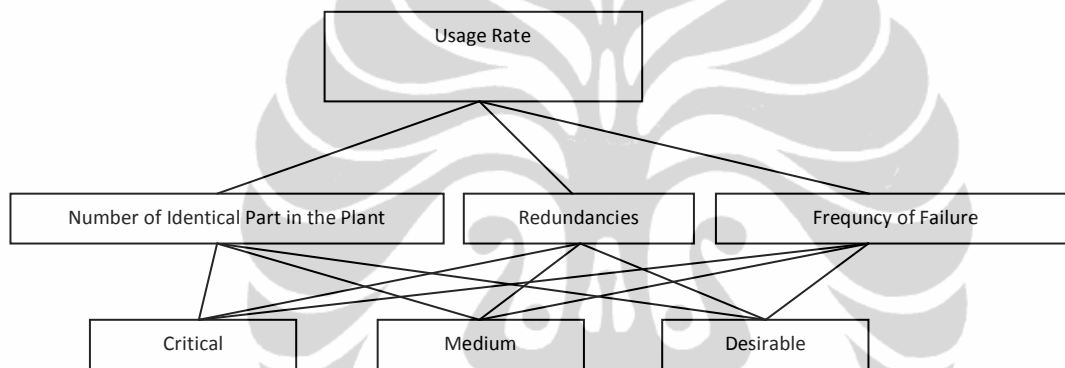 Usage Rate
Number of Identical Part in the Plant
Redundancies
Frequncy of Failure
Critical
Medium
Desirable